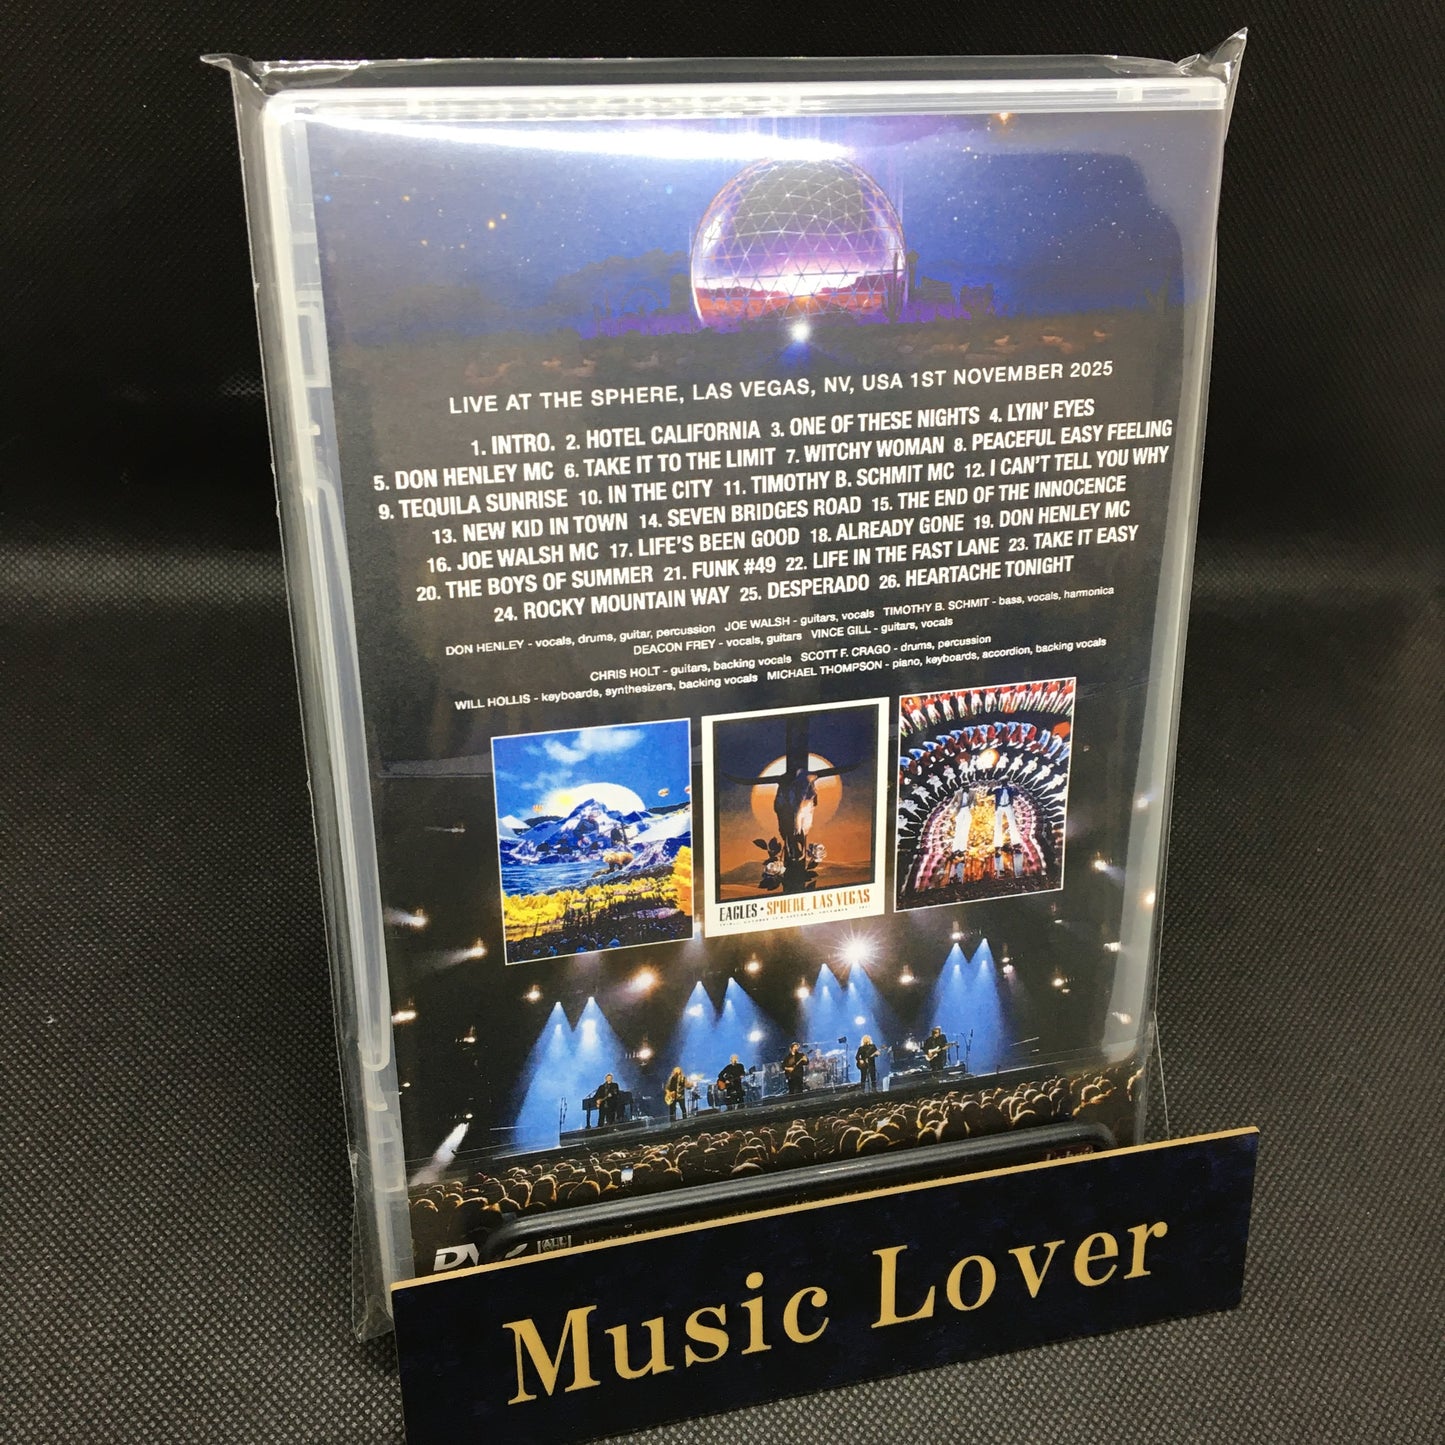 LIVE AT THE SPHERE, LAS VEGAS, NV, USA 1ST NOVEMBER 2025
1. INTRO. 2. HOTEL CALIFORNIA 3. ONE OF THESE NIGHTS 4. LYIN' EYES
5. DON HENLEY MC 6. TAKE IT TO THE LIMIT 7. WITCHY WOMAN 8. PEACEFUL EASY FEELING
9. TEQUILA SUNRISE 10. IN THE CITY 11. TIMOTHY B. SCHMIT MC 12. I CAN'T TELL YOU WHY
13. NEW KID IN TOWN 14. SEVEN BRIDGES ROAD 15. THE END OF THE INNOCENCE
16. JOE WALSH MC 17. LIFE'S BEEN GOOD 18. ALREADY GONE 19. DON HENLEY MC
20. THE BOYS OF SUMMER 21. FUNK #49 22. LIFE IN THE FAST LANE 23. TAKE IT EASY
24. ROCKY MOUNTAIN WAY 25. DESPERADO 26. HEARTACHE TONIGHT
DON HENLEY - vocals, drums, guitar, percussion JOE WALSH - guitars, vocals TIMOTHY B. SCHMIT - bass, vocals, harmonica
DEACON FREY - vocals, guitars VINCE GILL - guitars, vocals
CHRIS HOLT - guitars, backing vocals SCOTT F. CRAGO - drums, percussion
WILL HOLLIS - keyboards, synthesizers, backing vocals MICHAEL THOMPSON - piano, keyboards, accordion, backing vocals
EAGLES • SPHERE, LAS VEGAS
Music Lover